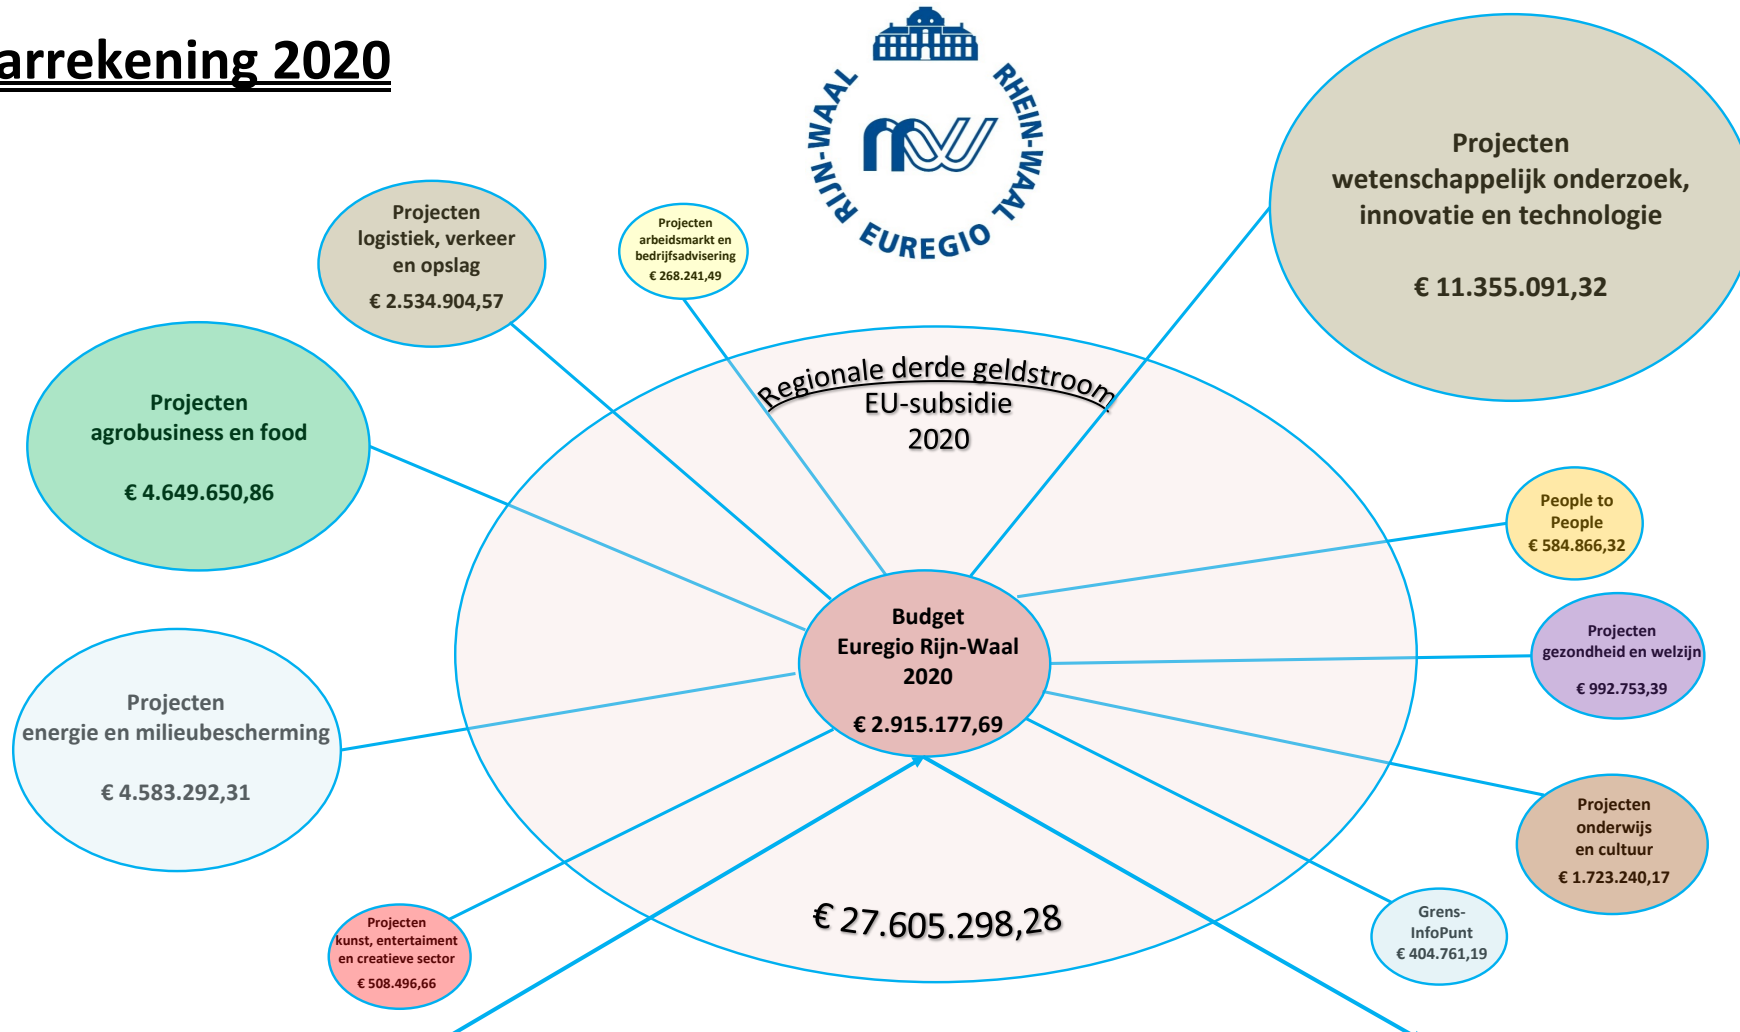 arrekening 2020
RIJN-WAAL
RHEIN-WAAL
EUREGIO
Projecten
wetenschappelijk onderzoek,
innovatie en technologie
€ 11.355.091,32
Projecten
logistiek, verkeer
en opslag
€ 2.534.904,57
Projecten
arbeidsmarkt en
bedrijfsadvisering
€ 268.241,49
Regionale derde geldstroom
EU-subsidie
2020
Projecten
agrobusiness en food
€ 4.649.650,86
People to
People
€ 584.866,32
Budget
Euregio Rijn-Waal
2020
€ 2.915.177,69
Projecten
gezondheid en welzijn
€ 992.753,39
Projecten
energie en milieubescherming
€ 4.583.292,31
Projecten
onderwijs
en cultuur
€ 1.723.240,17
Projecten
kunst, entertaiment
en creatieve sector
€ 508.496,66
€ 27.605.298,28
Grens-
InfoPunt
€ 404.761,19